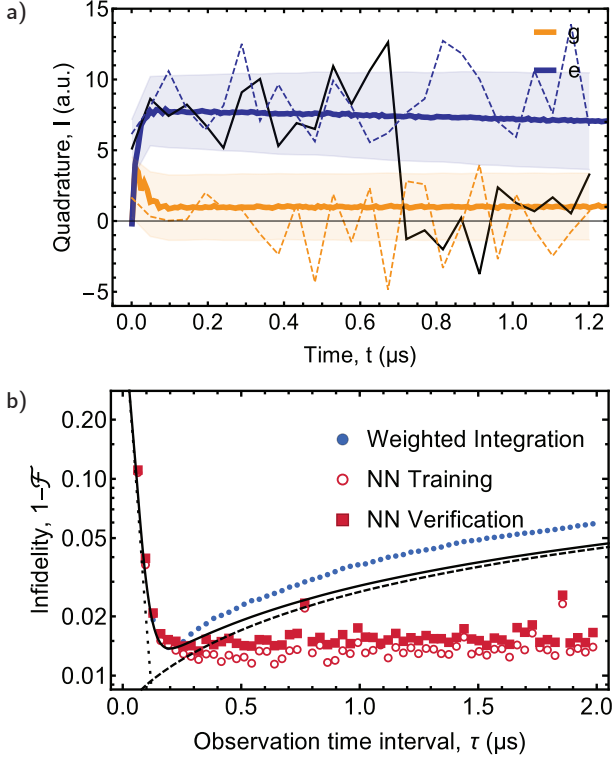 a)
15
10
5
0
−5
Quadrature, I (a.u.)
g
e
0.0 0.2 0.4 0.6 0.8 1.0 1.2
Time, t (μs)
b)
0.20
0.10
0.05
0.02
0.01
Infidelity, 1−ℱ
Weighted Integration
NN Training
NN Verification
0.0 0.5 1.0 1.5 2.0
Observation time interval, τ (μs)